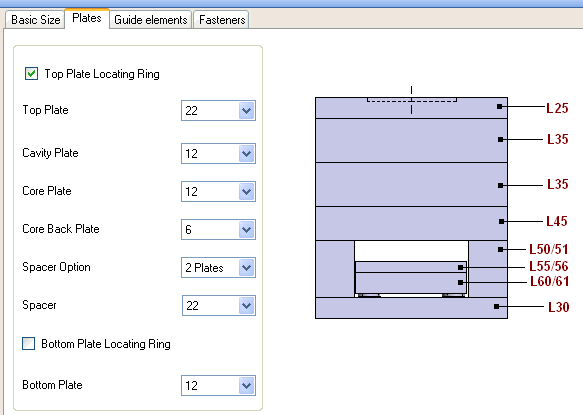 Basic Size Plates Guide elements Fasteners
Top Plate Locating Ring
Top Plate 22
Cavity Plate 12
Core Plate 12
Core Back Plate 6
Spacer Option 2 Plates
Spacer 22
Bottom Plate Locating Ring
Bottom Plate 12
L25
L35
L35
L45
L50/51
L55/56
L60/61
L30